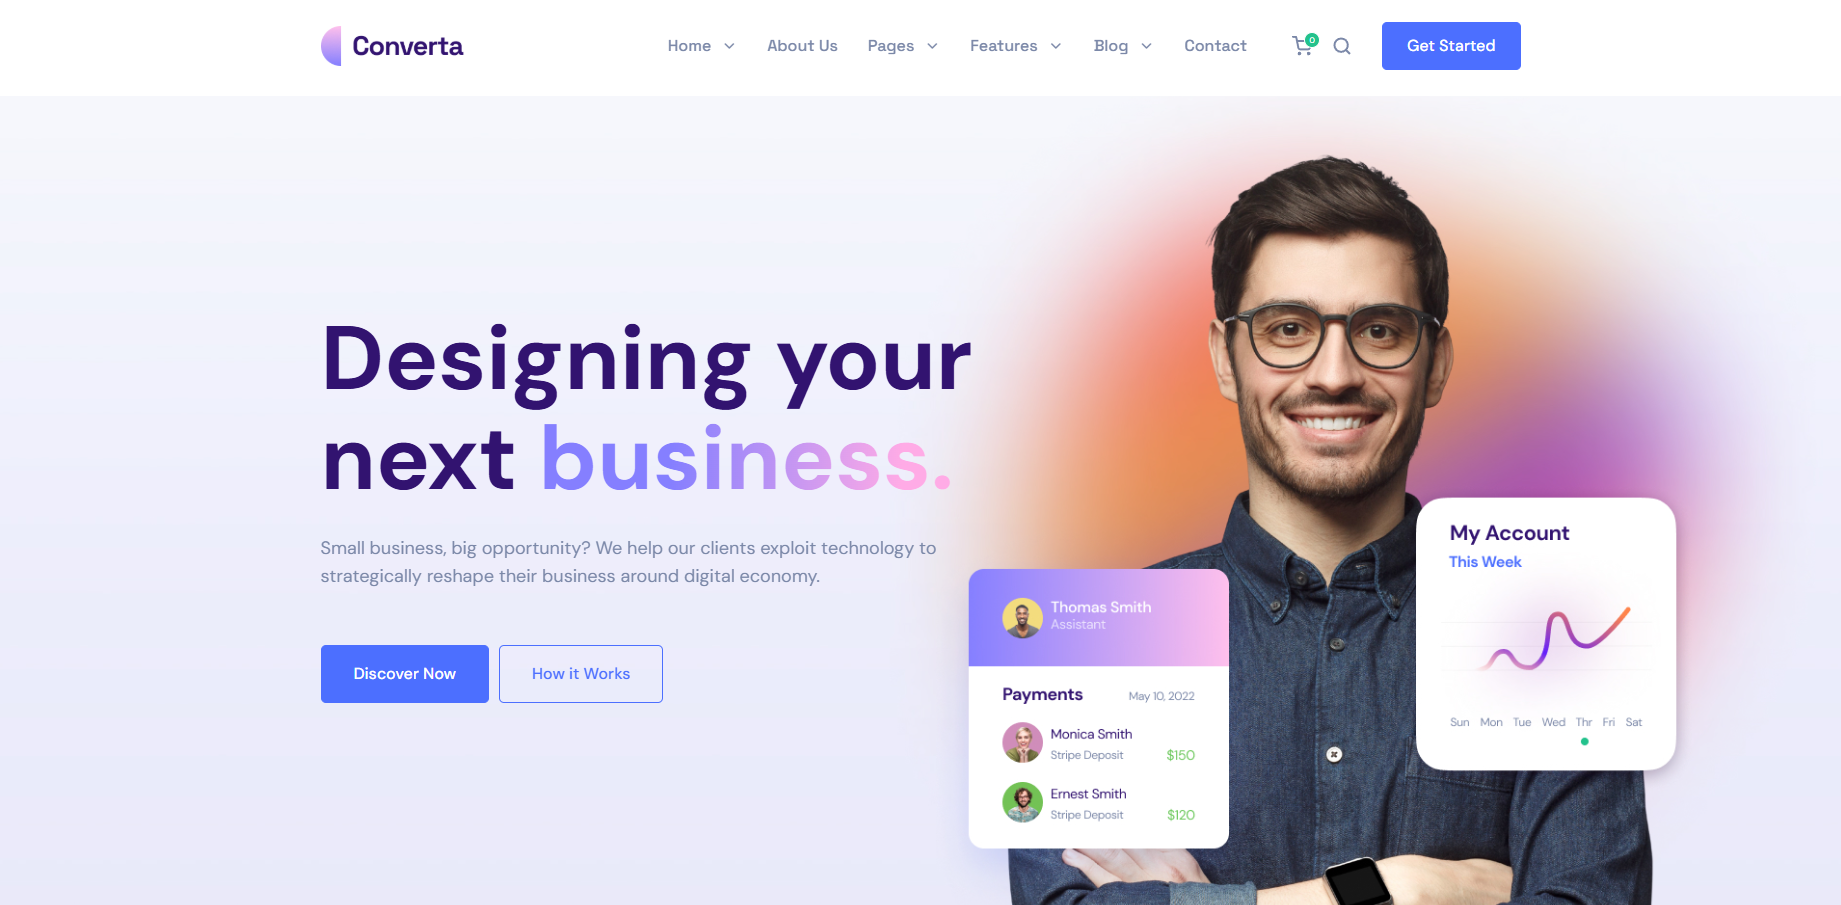 Converta
Home
About Us
Pages
Features
Blog
Contact
0
Get Started
Designing your
next business.
Small business, big opportunity? We help our clients exploit technology to
strategically reshape their business around digital economy.
Discover Now
How it Works
Thomas Smith
Assistant
Payments
May 10, 2022
Monica Smith
Stripe Deposit
$150
Ernest Smith
Stripe Deposit
$120
My Account
This Week
Sun Mon Tue Wed Thr Fri Sat